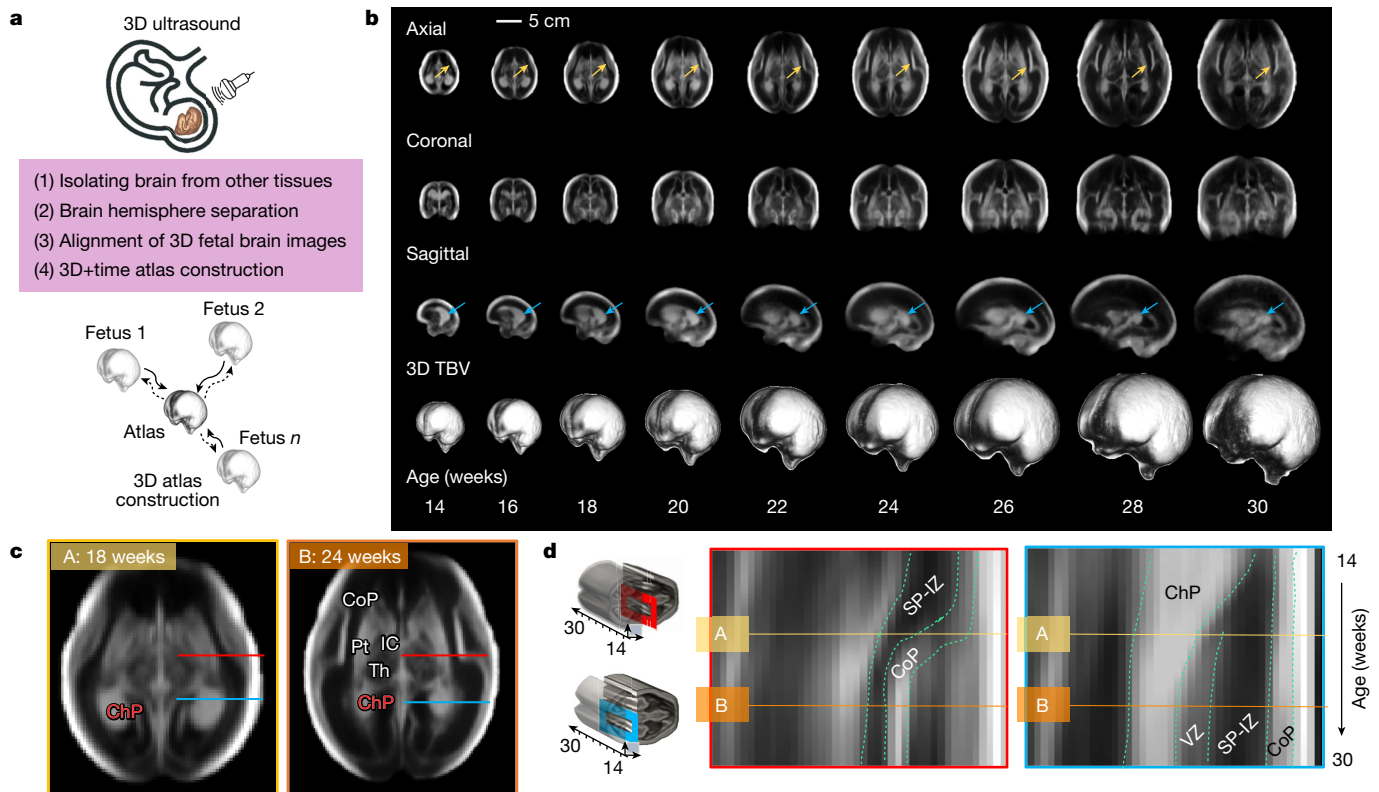 a
3D ultrasound
(1) Isolating brain from other tissues
(2) Brain hemisphere separation
(3) Alignment of 3D fetal brain images
(4) 3D+time atlas construction
Fetus 1
Fetus 2
Atlas
Fetus n
3D atlas
construction
b
5 cm
Axial
Coronal
Sagittal
3D TBV
Age (weeks)
14 16 18 20 22 24 26 28 30
c
A: 18 weeks
ChP
B: 24 weeks
CoP
Pt IC
Th
ChP
d
30
14
30
14
A
B
SP-IZ
CoP
A
B
ChP
VZ
SP-IZ
CoP
14
Age (weeks)
30